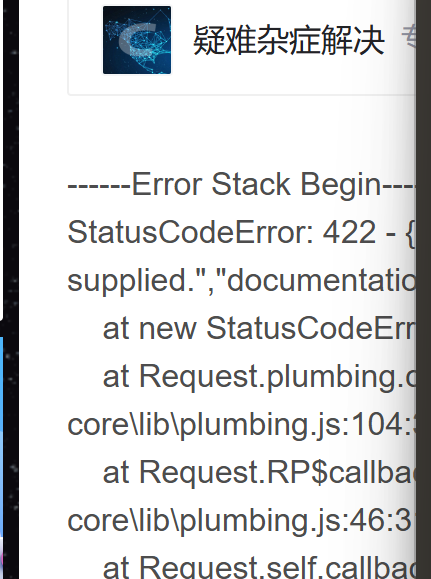 疑难杂症解决
------Error Stack Begin----
StatusCodeError: 422 - {
supplied.","documentatio
at new StatusCodeErr
at Request.plumbing.c
core\lib\plumbing.js:104:3
at Request.RP$callbac
core\lib\plumbing.js:46:3
at Request.self.callbac